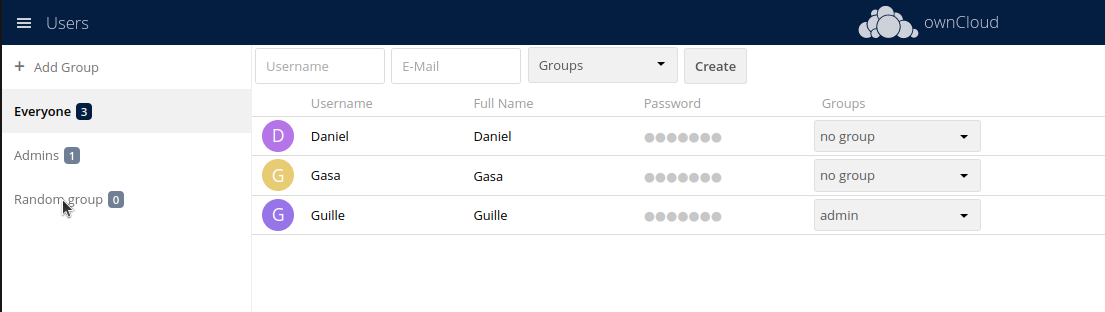 Users
ownCloud
+ Add Group
Everyone 3
Admins 1
Random group 0
Username E-Mail Groups Create
Username Full Name Password Groups
D Daniel Daniel ●●●●●●● no group
G Gasa Gasa ●●●●●●● no group
G Guille Guille ●●●●●●● admin